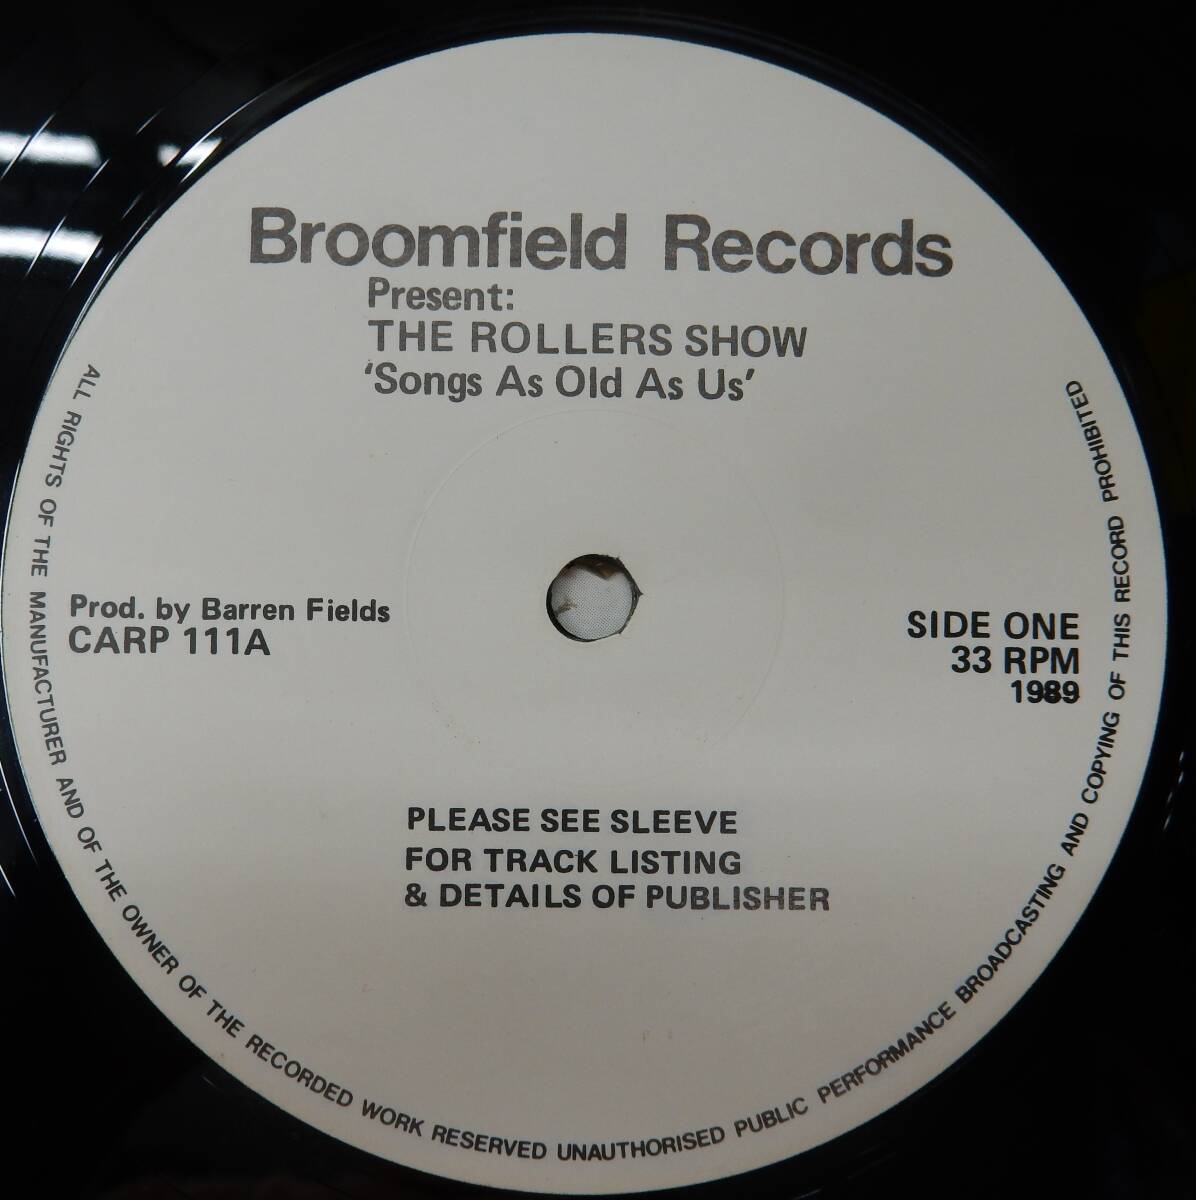 Broomfield Records
Present:
THE ROLLERS SHOW
'Songs As Old As Us'
Prod. by Barren Fields
CARP 111A
SIDE ONE
33 RPM
1989
PLEASE SEE SLEEVE
FOR TRACK LISTING
& DETAILS OF PUBLISHER
ALL RIGHTS OF THE MANUFACTURER AND OF THE OWNER OF THE RECORDED WORK RESERVED UNAUTHORISED PUBLIC PERFORMANCE BROADCASTING AND COPYING OF THIS RECORD PROHIBITED